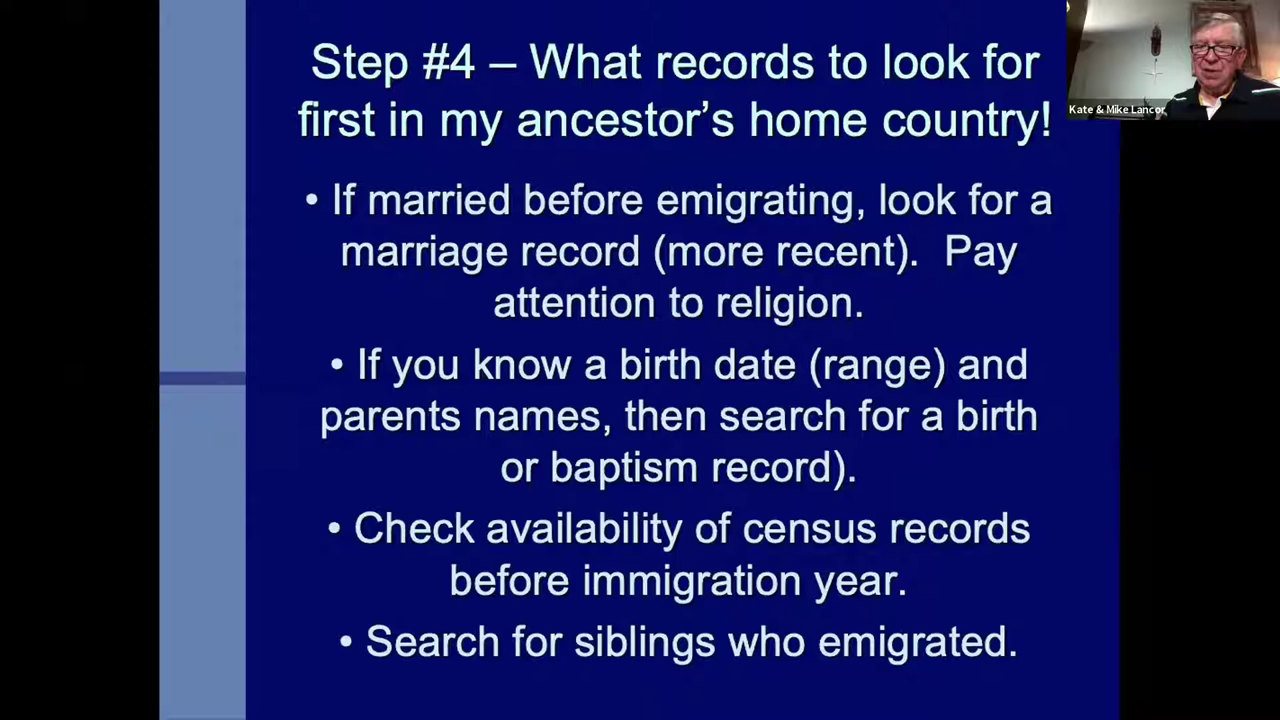 Step #4 – What records to look for
first in my ancestor's home country!
• If married before emigrating, look for a
marriage record (more recent).  Pay
attention to religion.
• If you know a birth date (range) and
parents names, then search for a birth
or baptism record).
• Check availability of census records
before immigration year.
• Search for siblings who emigrated.
Kate & Mike Lancor